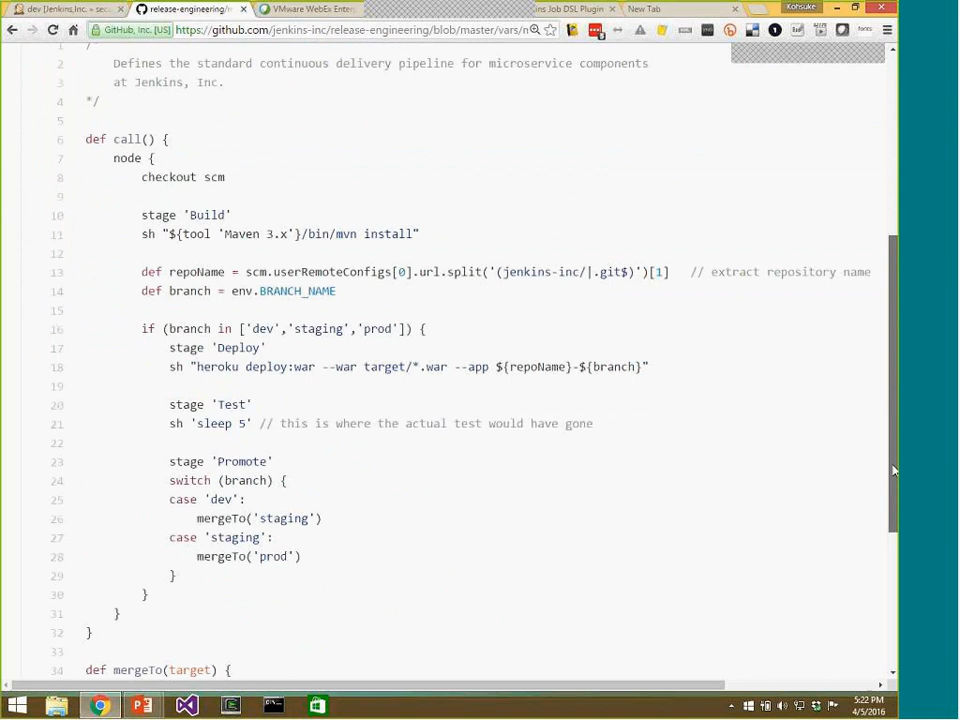 dev [Jenkins,Inc. » secu
release-engineering/
VMware WebEx Enter
ins Job DSL Plugin
New Tab
Kohsuke
GitHub, Inc. [US]
https://github.com/jenkins-inc/release-engineering/blob/master/vars/
1 /
2 Defines the standard continuous delivery pipeline for microservice components
3 at Jenkins, Inc.
4 */
5
6 def call() {
7 node {
8 checkout scm
9
10 stage 'Build'
11 sh "${tool 'Maven 3.x'}/bin/mvn install"
12
13 def repoName = scm.userRemoteConfigs[0].url.split('(jenkins-inc/|.git$)')[1] // extract repository name
14 def branch = env.BRANCH_NAME
15
16 if (branch in ['dev','staging','prod']) {
17 stage 'Deploy'
18 sh "heroku deploy:war --war target/*.war --app ${repoName}-${branch}"
19
20 stage 'Test'
21 sh 'sleep 5' // this is where the actual test would have gone
22
23 stage 'Promote'
24 switch (branch) {
25 case 'dev':
26 mergeTo('staging')
27 case 'staging':
28 mergeTo('prod')
29 }
30 }
31 }
32 }
33
34 def mergeTo(target) {
5:22 PM
4/5/2016